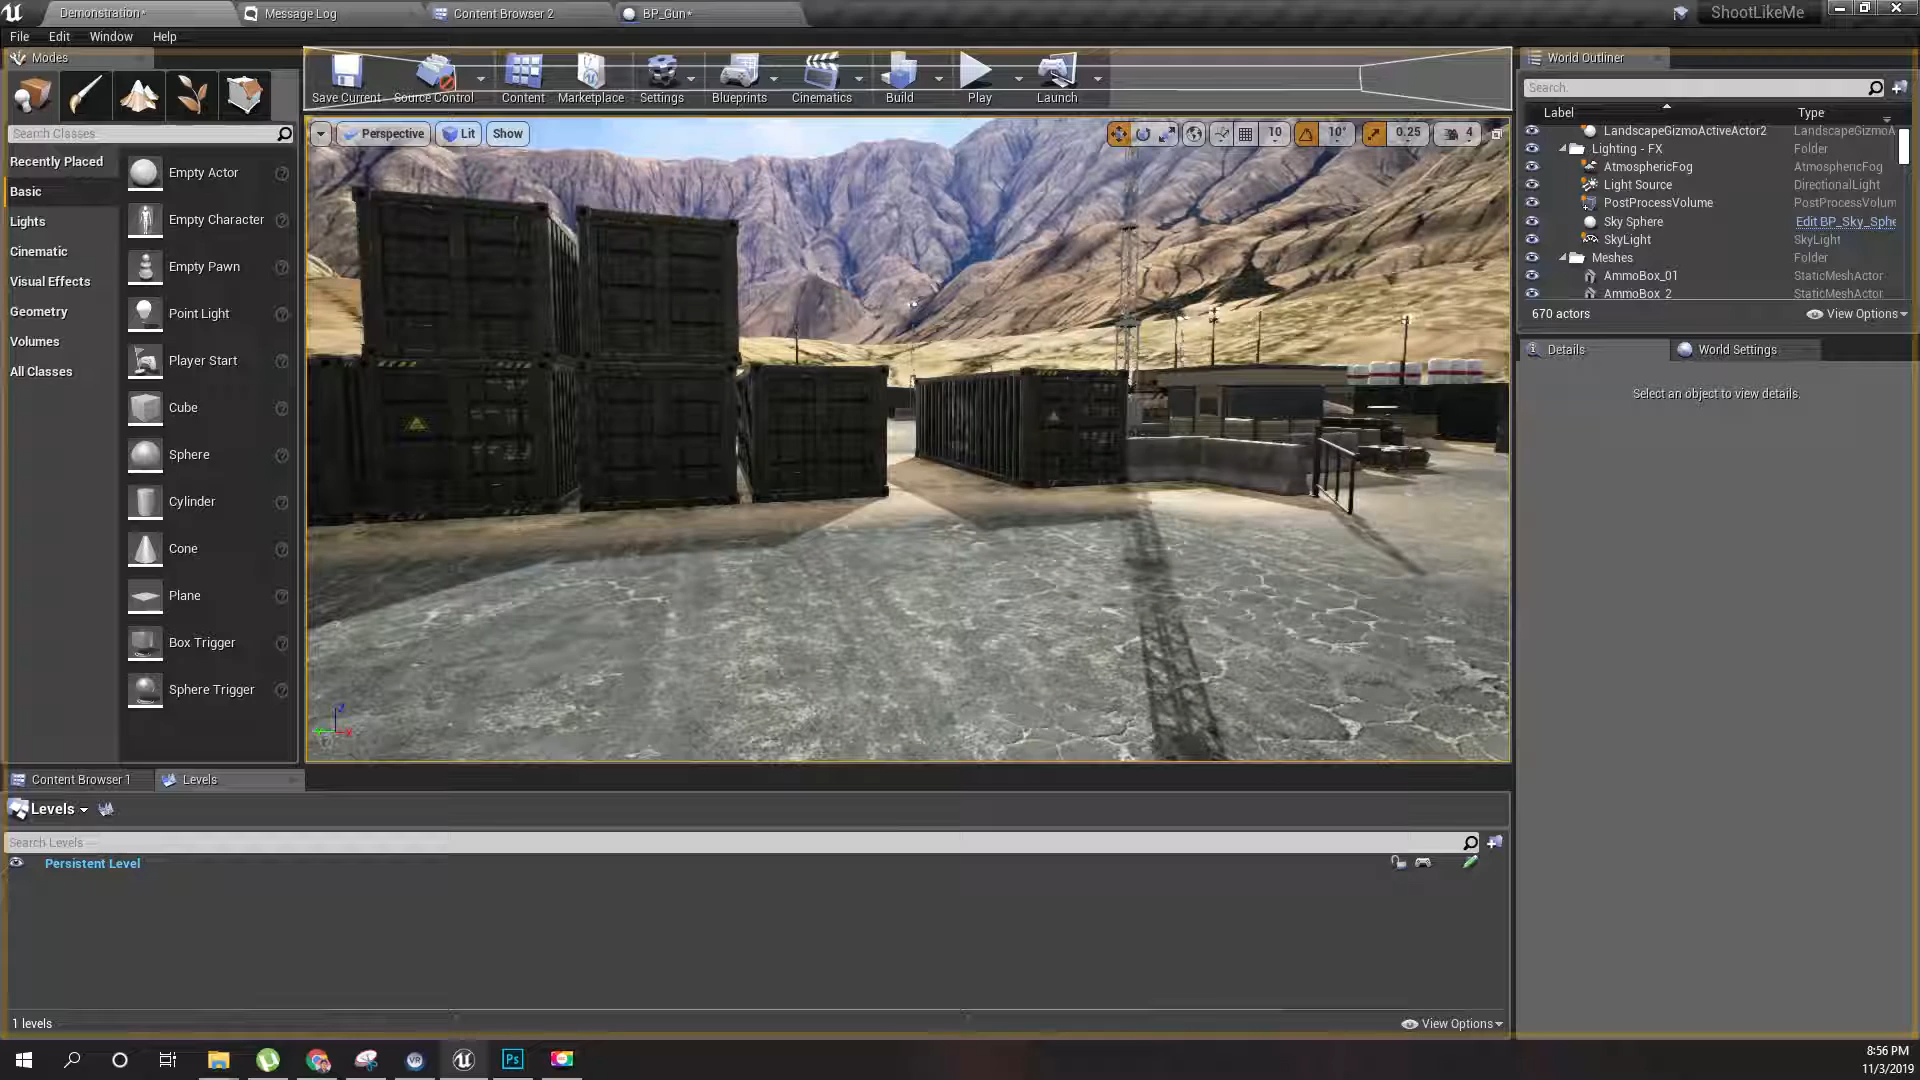 Demonstration*
Message Log
Content Browser 2
BP_Gun*
ShootLikeMe
File
Edit
Window
Help
Modes
Save Current
Source Control
Content
Marketplace
Settings
Blueprints
Cinematics
Build
Play
Launch
World Outliner
Search
Label
Type
Search Classes
Perspective
Lit
Show
10
10°
0.25
4
LandscapeGizmoActiveActor2
LandscapeGizmoA
Lighting - FX
Folder
AtmosphericFog
AtmosphericFog
Light Source
DirectionalLight
PostProcessVolume
PostProcessVolum
Sky Sphere
Edit BP_Sky_Sphe
SkyLight
SkyLight
Meshes
Folder
AmmoBox_01
StaticMeshActor
AmmoBox_2
StaticMeshActor
670 actors
View Options
Details
World Settings
Select an object to view details.
Recently Placed
Basic
Lights
Cinematic
Visual Effects
Geometry
Volumes
All Classes
Empty Actor
Empty Character
Empty Pawn
Point Light
Player Start
Cube
Sphere
Cylinder
Cone
Plane
Box Trigger
Sphere Trigger
Z
X
Content Browser 1
Levels
Levels
Search Levels
Persistent Level
1 levels
View Options
VR
Ps
8:56 PM
11/3/2019